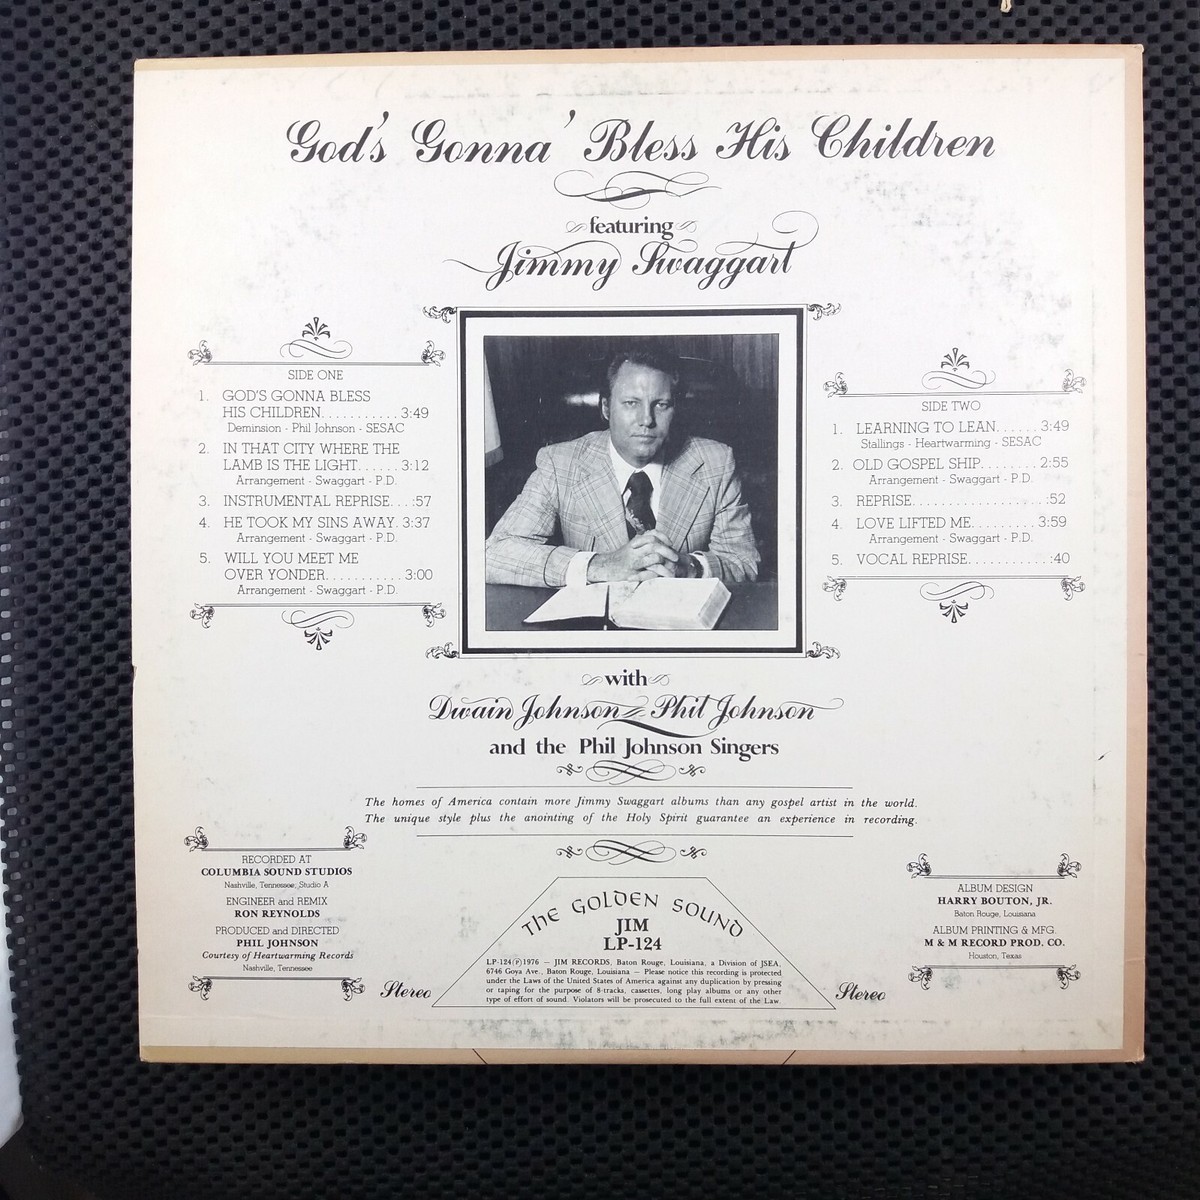 God's Gonna' Bless His Children
featuring
Jimmy Swaggart
SIDE ONE
1. GOD'S GONNA BLESS
HIS CHILDREN. . . . . . . . . . . 3:49
Deminsion - Phil Johnson - SESAC
2. IN THAT CITY WHERE THE
LAMB IS THE LIGHT. . . . . . 3:12
Arrangement - Swaggart - P.D.
3. INSTRUMENTAL REPRISE. . . :57
4. HE TOOK MY SINS AWAY. 3:37
Arrangement - Swaggart - P.D.
5. WILL YOU MEET ME
OVER YONDER. . . . . . . . . . . 3:00
Arrangement - Swaggart - P.D.
SIDE TWO
1. LEARNING TO LEAN. . . . . . 3:49
Stallings - Heartwarming - SESAC
2. OLD GOSPEL SHIP. . . . . . . . 2:55
Arrangement - Swaggart - P.D.
3. REPRISE. . . . . . . . . . . . . . . . . . :52
4. LOVE LIFTED ME. . . . . . . . . 3:59
Arrangement - Swaggart - P.D.
5. VOCAL REPRISE. . . . . . . . . . . :40
with
Dwain Johnson Phil Johnson
and the Phil Johnson Singers
The homes of America contain more Jimmy Swaggart albums than any gospel artist in the world.
The unique style plus the anointing of the Holy Spirit guarantee an experience in recording.
RECORDED AT
COLUMBIA SOUND STUDIOS
Nashville, Tennessee; Studio A
ENGINEER and REMIX
RON REYNOLDS
PRODUCED and DIRECTED
PHIL JOHNSON
Courtesy of Heartwarming Records
Nashville, Tennessee
Stereo
THE GOLDEN SOUND
JIM
LP-124
LP-124 Ⓟ 1976 — JIM RECORDS, Baton Rouge, Louisiana, a Division of JSEA,
6746 Goya Ave., Baton Rouge, Louisiana — Please notice this recording is protected
under the Laws of the United States of America against any duplication by pressing
or taping for the purpose of 8-tracks, cassettes, long play albums or any other
type of effort of sound. Violators will be prosecuted to the full extent of the Law.
Stereo
ALBUM DESIGN
HARRY BOUTON, JR.
Baton Rouge, Louisiana
ALBUM PRINTING & MFG.
M & M RECORD PROD. CO.
Houston, Texas